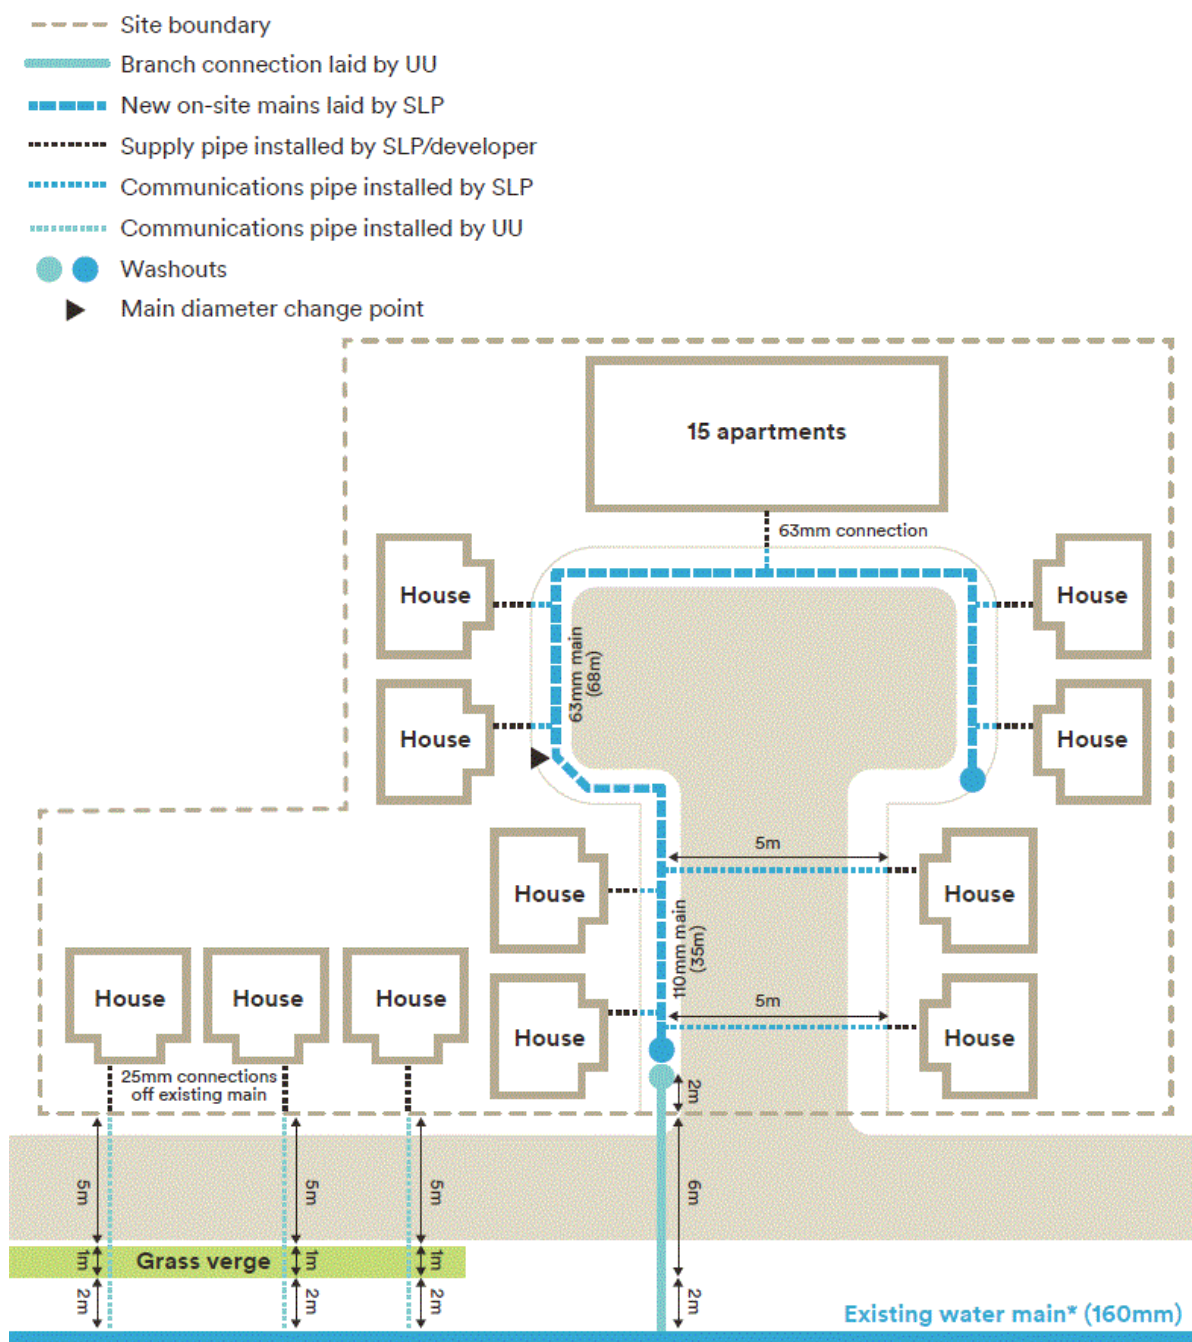 Site boundary
Branch connection laid by UU
New on-site mains laid by SLP
Supply pipe installed by SLP/developer
Communications pipe installed by SLP
Communications pipe installed by UU
Washouts
Main diameter change point
15 apartments
63mm connection
House
House
63mm main
(68m)
House
House
5m
House
House
110mm main
(35m)
House
House
House
5m
House
House
25mm connections
off existing main
2m
5m
5m
5m
6m
1m
Grass verge
1m
1m
2m
2m
2m
2m
Existing water main* (160mm)